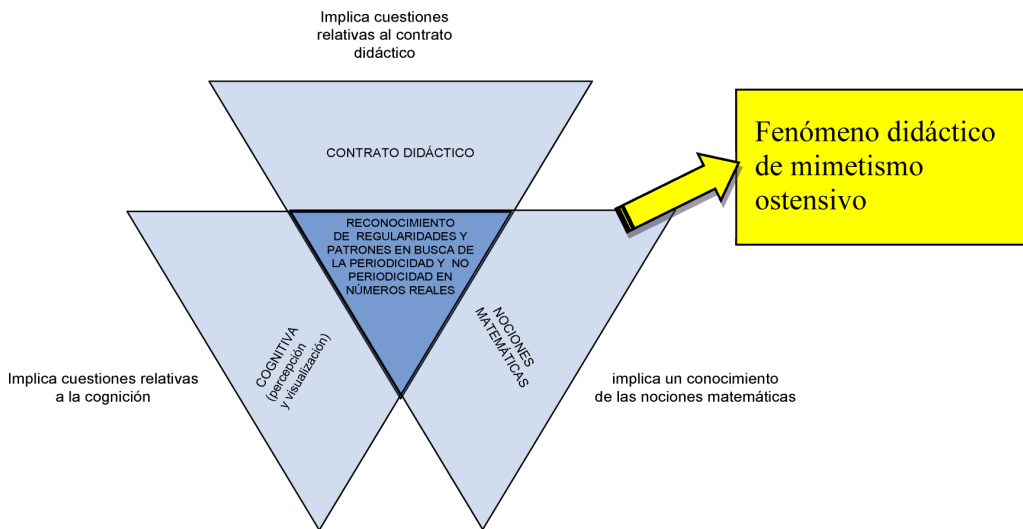 Implica cuestiones
relativas al contrato
didáctico
CONTRATO DIDÁCTICO
Fenómeno didáctico
de mimetismo
ostensivo
RECONOCIMIENTO
DE REGULARIDADES Y
PATRONES EN BUSCA DE
LA PERIODICIDAD Y NO
PERIODICIDAD EN
NÚMEROS REALES
COGNITIVA
(percepción
y visualización)
NOCIONES
MATEMÁTICAS
Implica cuestiones relativas
a la cognición
implica un conocimiento
de las nociones matemáticas